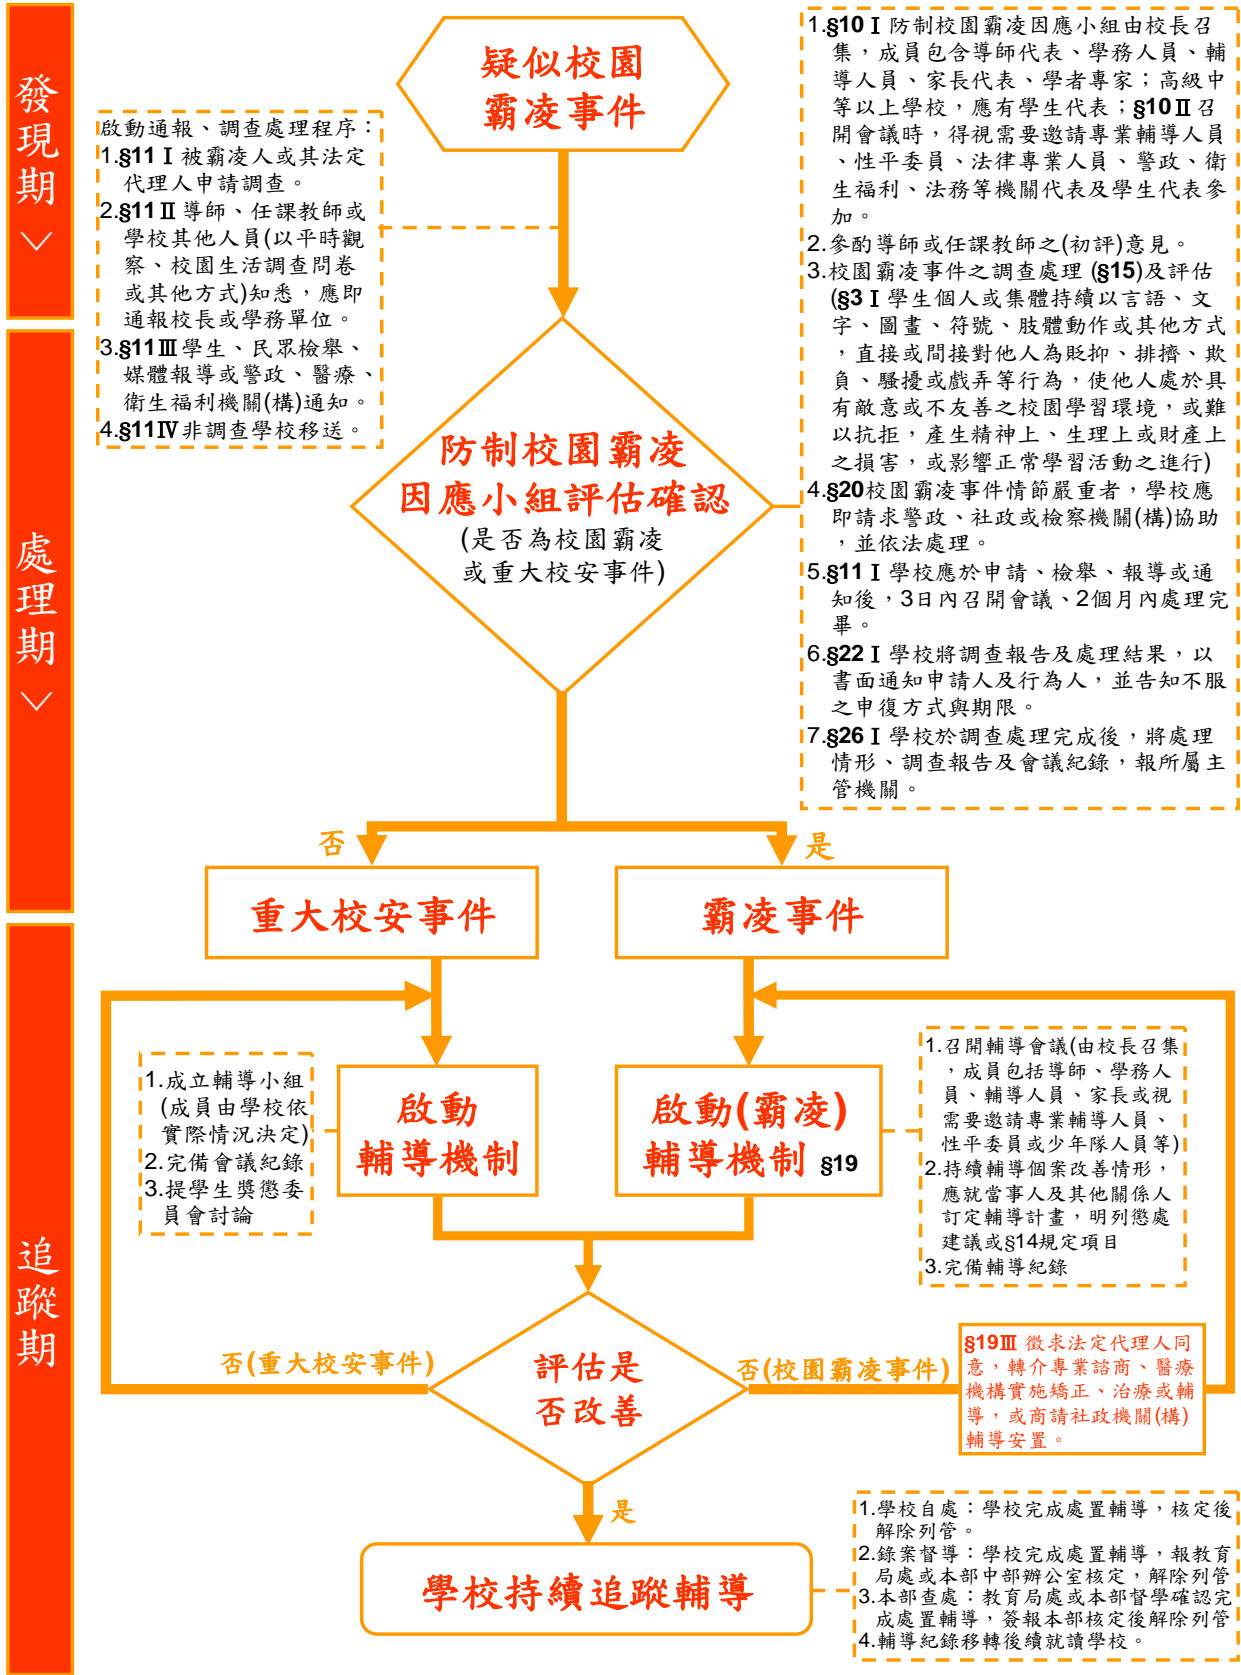 發現期
處理期
追蹤期
疑似校園
霸凌事件
啟動通報、調查處理程序：
1.§11Ⅰ被霸凌人或其法定
代理人申請調查。
2.§11Ⅱ導師、任課教師或
學校其他人員(以平時觀
察、校園生活調查問卷
或其他方式)知悉，應即
通報校長或學務單位。
3.§11Ⅲ學生、民眾檢舉、
媒體報導或警政、醫療、
衛生福利機關(構)通知。
4.§11Ⅳ非調查學校移送。
1.§10Ⅰ防制校園霸凌因應小組由校長召
集，成員包含導師代表、學務人員、輔
導人員、家長代表、學者專家；高級中
等以上學校，應有學生代表；§10Ⅱ召
開會議時，得視需要邀請專業輔導人員
、性平委員、法律專業人員、警政、衛
生福利、法務等機關代表及學生代表參
加。
2.參酌導師或任課教師之(初評)意見。
3.校園霸凌事件之調查處理 (§15)及評估
(§3Ⅰ學生個人或集體持續以言語、文
字、圖畫、符號、肢體動作或其他方式
，直接或間接對他人為貶抑、排擠、欺
負、騷擾或戲弄等行為，使他人處於具
有敵意或不友善之校園學習環境，或難
以抗拒，產生精神上、生理上或財產上
之損害，或影響正常學習活動之進行)
4.§20校園霸凌事件情節嚴重者，學校應
即請求警政、社政或檢察機關(構)協助
，並依法處理。
5.§11Ⅰ學校應於申請、檢舉、報導或通
知後，3日內召開會議、2個月內處理完
畢。
6.§22Ⅰ學校將調查報告及處理結果，以
書面通知申請人及行為人，並告知不服
之申復方式與期限。
7.§26Ⅰ學校於調查處理完成後，將處理
情形、調查報告及會議紀錄，報所屬主
管機關。
防制校園霸凌
因應小組評估確認
(是否為校園霸凌
或重大校安事件)
否
是
重大校安事件
霸凌事件
1.成立輔導小組
(成員由學校依
實際情況決定)
2.完備會議紀錄
3.提學生獎懲委
員會討論
啟動
輔導機制
啟動(霸凌)
輔導機制 §19
1.召開輔導會議(由校長召集
，成員包括導師、學務人
員、輔導人員、家長或視
需要邀請專業輔導人員、
性平委員或少年隊人員等)
2.持續輔導個案改善情形，
應就當事人及其他關係人
訂定輔導計畫，明列懲處
建議或§14規定項目
3.完備輔導紀錄
否(重大校安事件)
評估是
否改善
否(校園霸凌事件)
§19Ⅲ 徵求法定代理人同
意，轉介專業諮商、醫療
機構實施矯正、治療或輔
導，或商請社政機關(構)
輔導安置。
是
學校持續追蹤輔導
1.學校自處：學校完成處置輔導，核定後
解除列管。
2.錄案督導：學校完成處置輔導，報教育
局處或本部中部辦公室核定，解除列管
3.本部查處：教育局處或本部督學確認完
成處置輔導，簽報本部核定後解除列管
4.輔導紀錄移轉後續就讀學校。